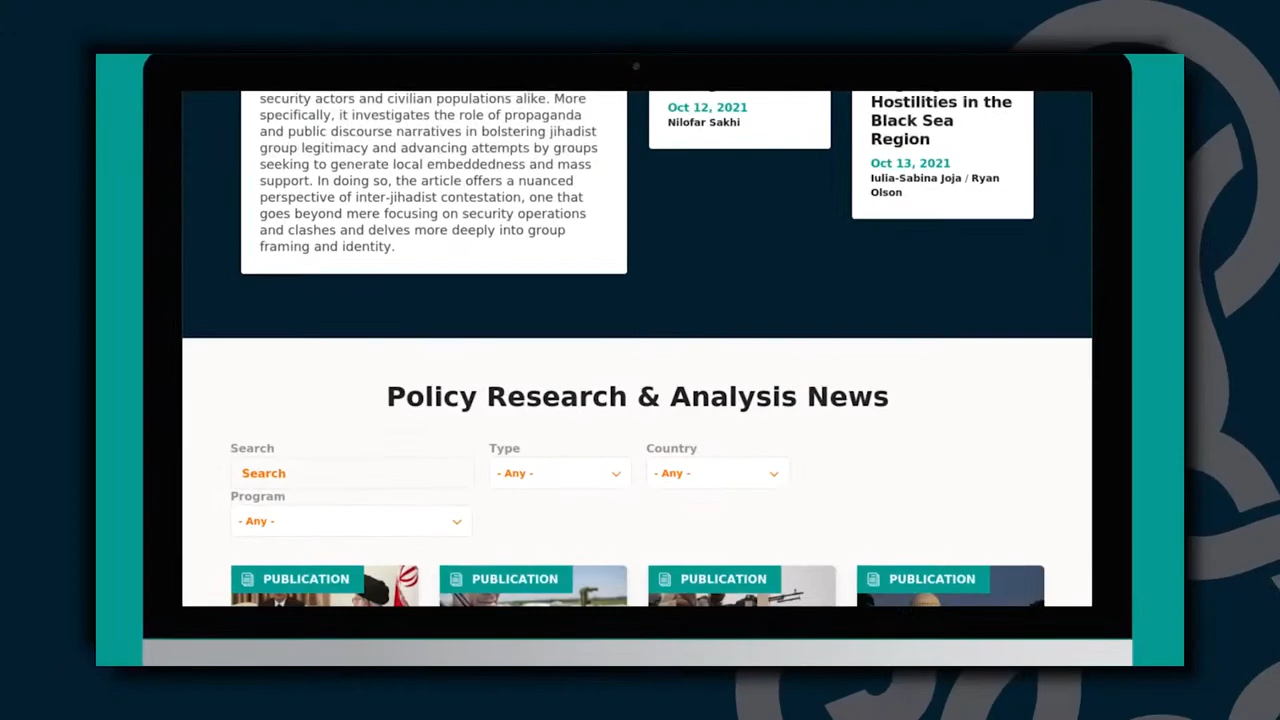 security actors and civilian populations alike. More
specifically, it investigates the role of propaganda
and public discourse narratives in bolstering jihadist
group legitimacy and advancing attempts by groups
seeking to generate local embeddedness and mass
support. In doing so, the article offers a nuanced
perspective of inter-jihadist contestation, one that
goes beyond mere focusing on security operations
and clashes and delves more deeply into group
framing and identity.
Oct 12, 2021
Nilofar Sakhi
Hostilities in the
Black Sea
Region
Oct 13, 2021
Iulia-Sabina Joja / Ryan
Olson
Policy Research & Analysis News
Search
Type
Country
Search
- Any -
- Any -
Program
- Any -
PUBLICATION
PUBLICATION
PUBLICATION
PUBLICATION